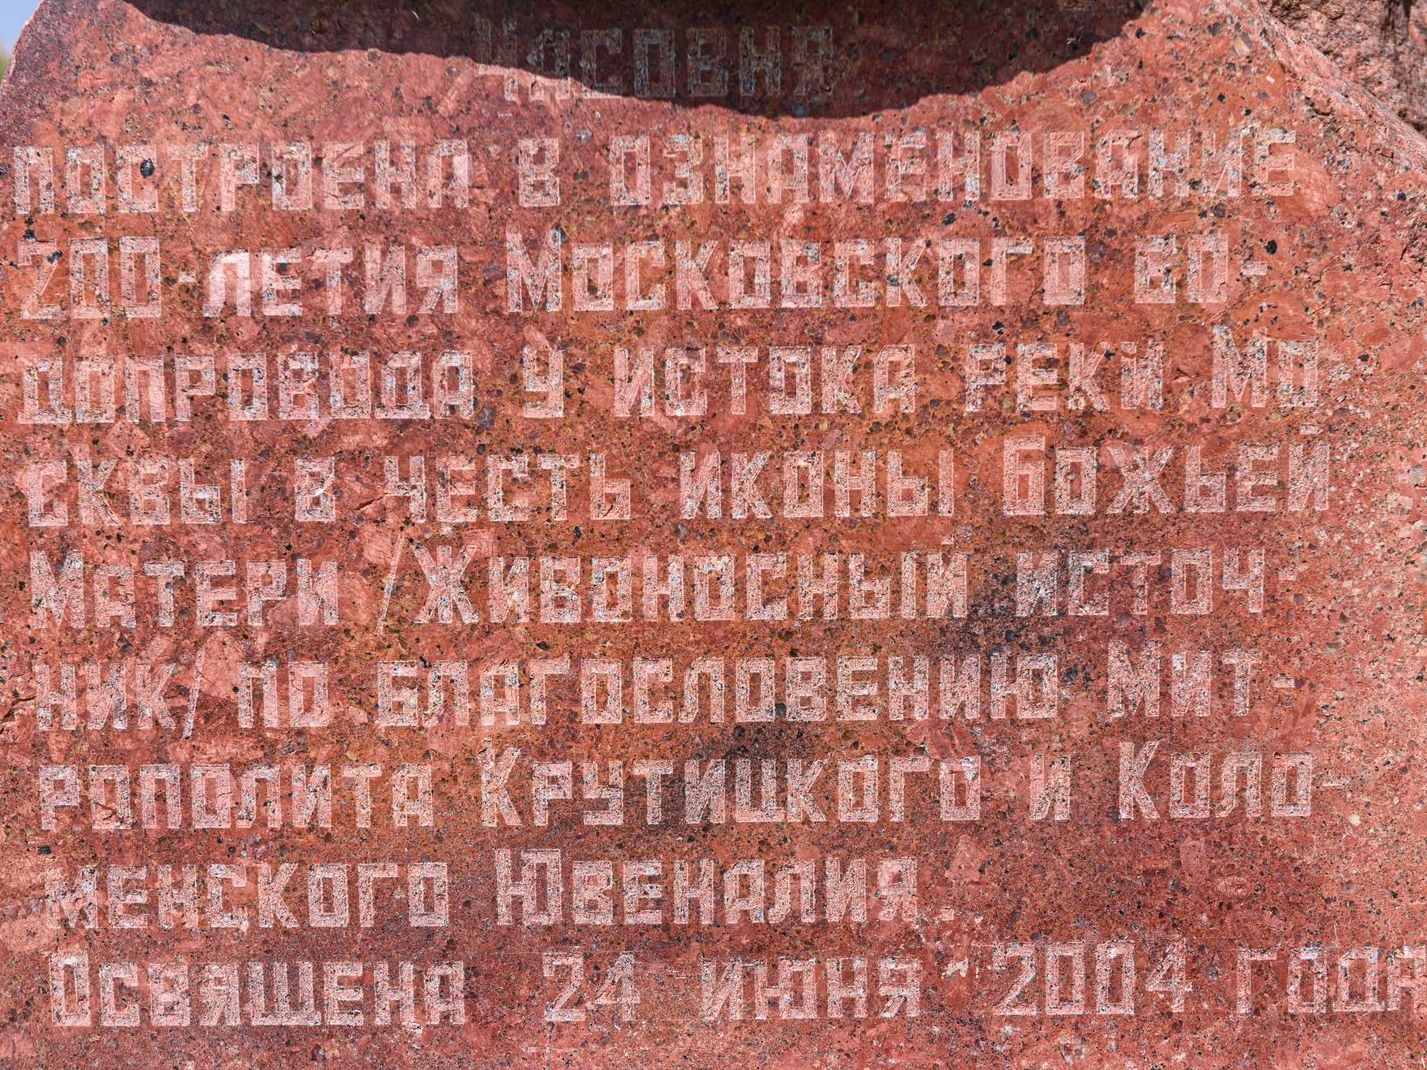 Часовня
построена в ознаменование
200-летия Московского во-
допровода у истока реки Мо-
сквы в честь иконы Божьей
Матери /Живоносный источ-
ник/ по благословению Мит-
рополита Крутицкого и Коло-
менского Ювеналия.
Освящена 24 июня 2004 года